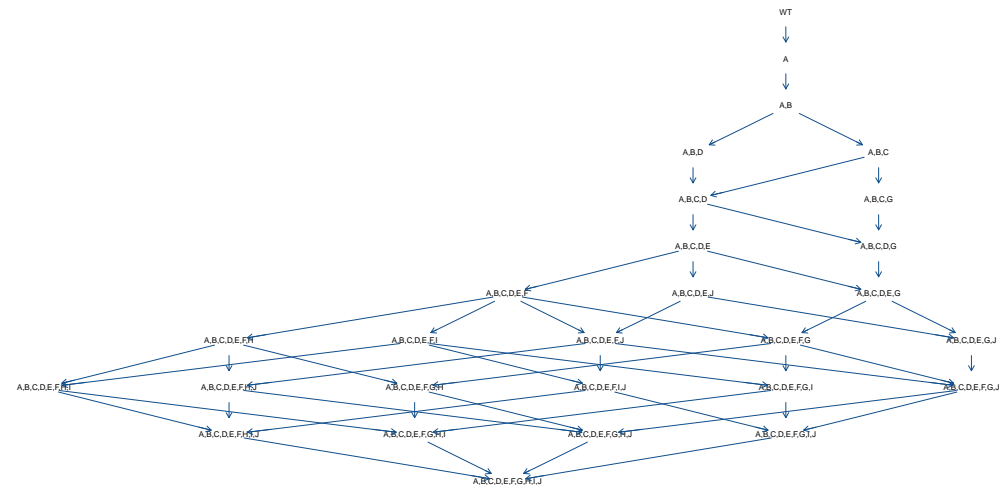 WT
A
A,B
A,B,D
A,B,C
A,B,C,D
A,B,C,G
A,B,C,D,E
A,B,C,D,G
A,B,C,D,E,F
A,B,C,D,E,J
A,B,C,D,E,G
A,B,C,D,E,F,H
A,B,C,D,E,F,I
A,B,C,D,E,F,J
A,B,C,D,E,F,G
A,B,C,D,E,G,J
A,B,C,D,E,F,H,I
A,B,C,D,E,F,H,J
A,B,C,D,E,F,G,H
A,B,C,D,E,F,I,J
A,B,C,D,E,F,G,I
A,B,C,D,E,F,G,J
A,B,C,D,E,F,H,I,J
A,B,C,D,E,F,G,H,I
A,B,C,D,E,F,G,H,J
A,B,C,D,E,F,G,I,J
A,B,C,D,E,F,G,H,I,J